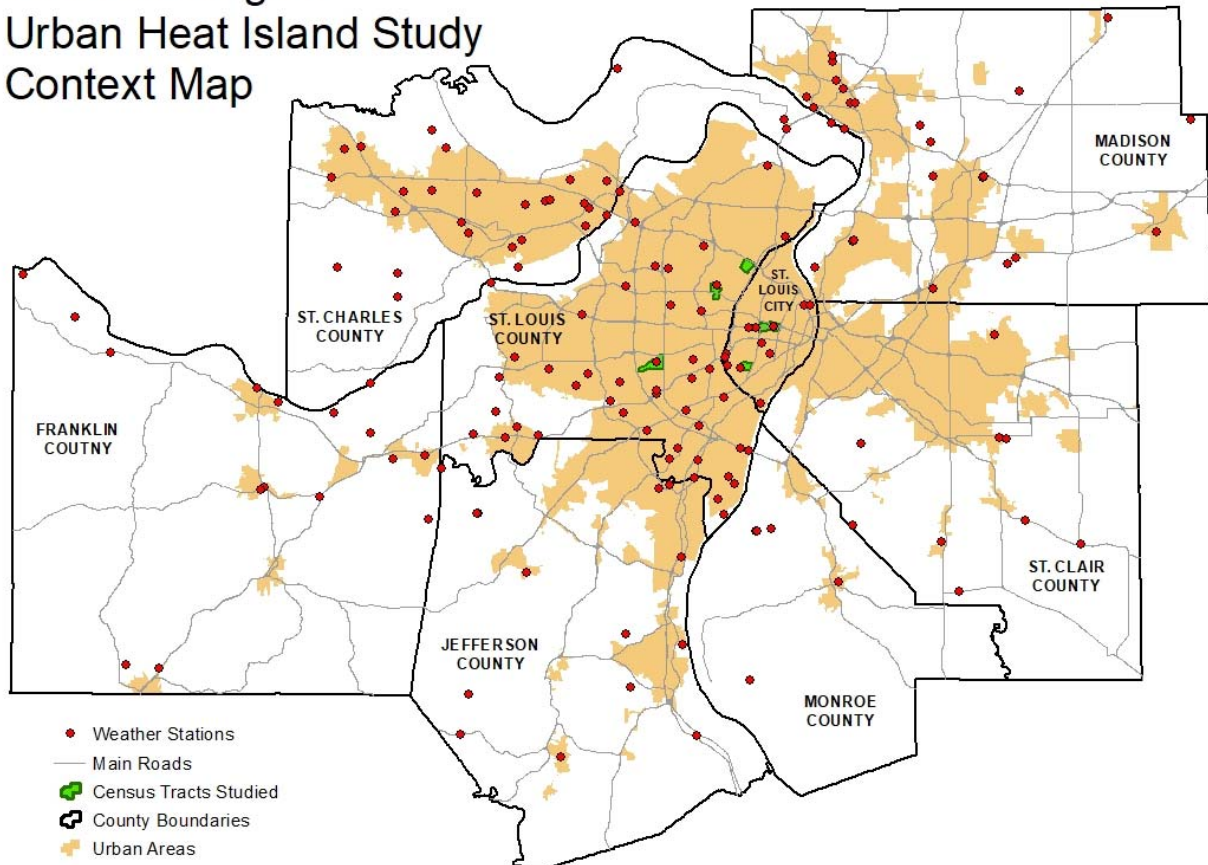 Urban Heat Island Study
Context Map
MADISON
COUNTY
ST.
LOUIS
CITY
ST. CHARLES
COUNTY
ST. LOUIS
COUNTY
FRANKLIN
COUTNY
ST. CLAIR
COUNTY
JEFFERSON
COUNTY
MONROE
COUNTY
Weather Stations
Main Roads
Census Tracts Studied
County Boundaries
Urban Areas